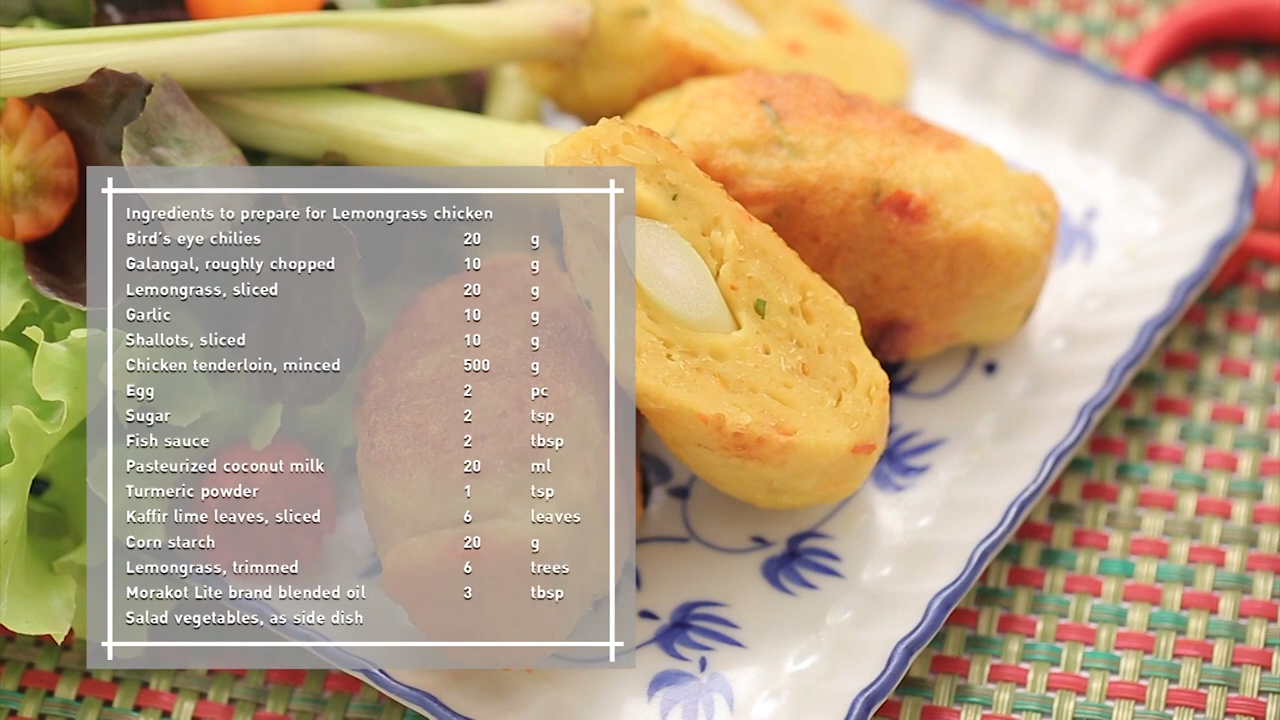 Ingredients to prepare for Lemongrass chicken
Bird's eye chilies 20 g
Galangal, roughly chopped 10 g
Lemongrass, sliced 20 g
Garlic 10 g
Shallots, sliced 10 g
Chicken tenderloin, minced 500 g
Egg 2 pc
Sugar 2 tsp
Fish sauce 2 tbsp
Pasteurized coconut milk 20 ml
Turmeric powder 1 tsp
Kaffir lime leaves, sliced 6 leaves
Corn starch 20 g
Lemongrass, trimmed 6 trees
Morakot Lite brand blended oil 3 tbsp
Salad vegetables, as side dish